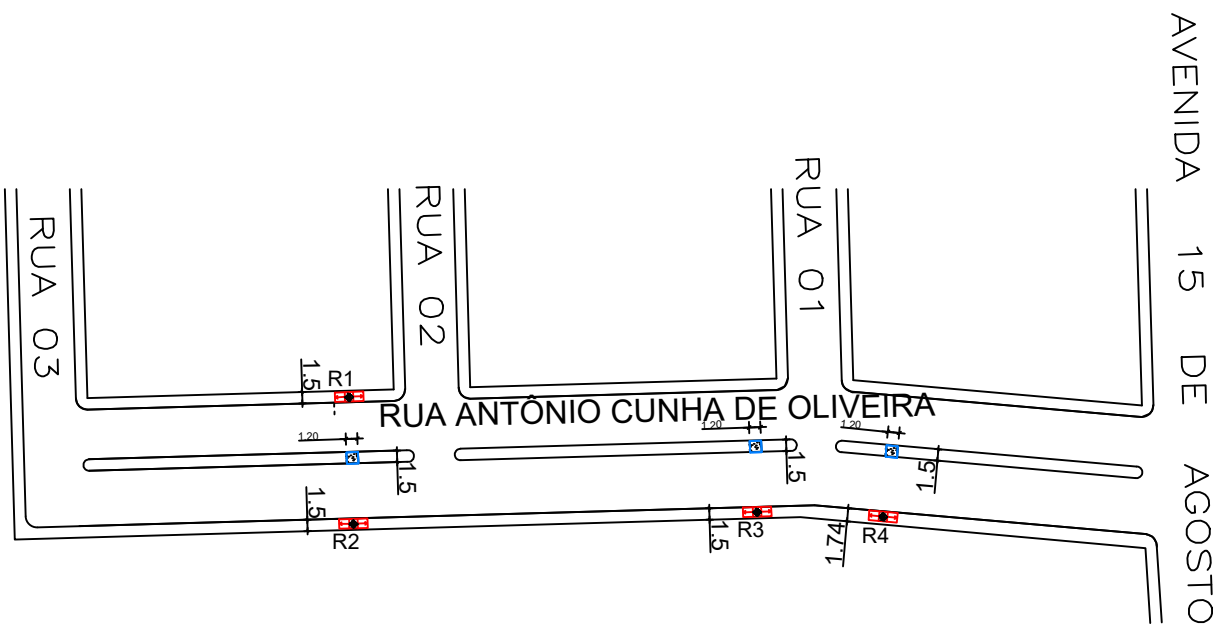 AVENIDA 15 DE AGOSTO
RUA 01
RUA 02
RUA 03
1.5
R1
RUA ANTÔNIO CUNHA DE OLIVEIRA
1.20
1.20
1.20
1.5
1.5
1.5
1.5
R2
1.5
R3
1.74
R4